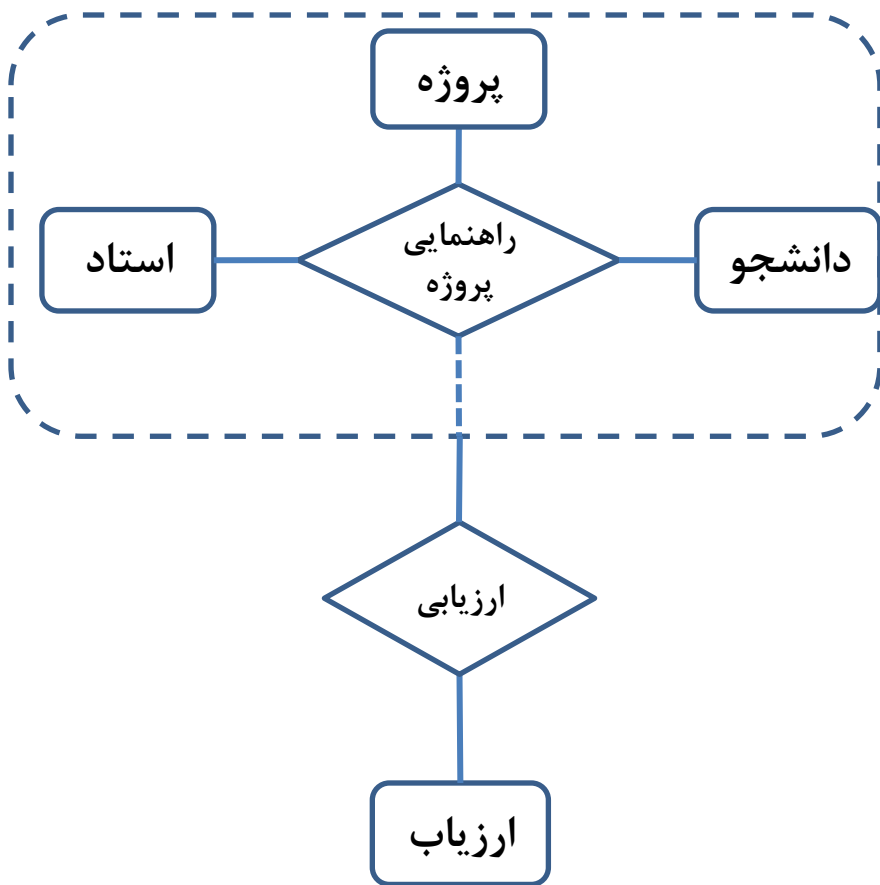 پروژه
دانشجو
راهنمایی
پروژه
استاد
ارزیابی
ارزیاب